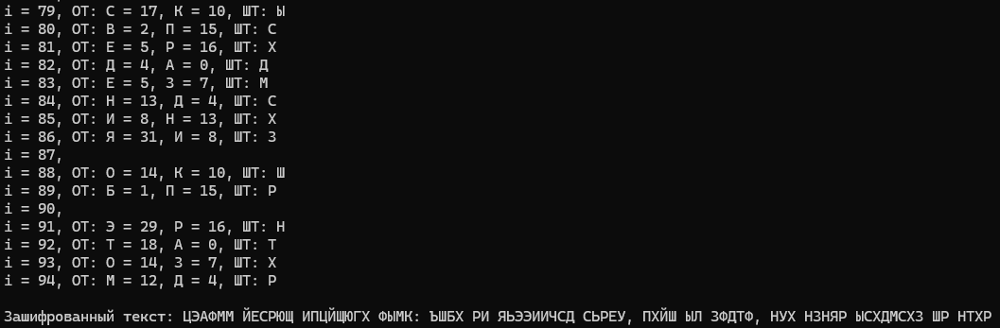 i = 79, ОТ: С = 17, К = 10, ШТ: Ы
i = 80, ОТ: В = 2, П = 15, ШТ: С
i = 81, ОТ: Е = 5, Р = 16, ШТ: Х
i = 82, ОТ: Д = 4, А = 0, ШТ: Д
i = 83, ОТ: Е = 5, З = 7, ШТ: М
i = 84, ОТ: Н = 13, Д = 4, ШТ: С
i = 85, ОТ: И = 8, Н = 13, ШТ: Х
i = 86, ОТ: Я = 31, И = 8, ШТ: З
i = 87,
i = 88, ОТ: О = 14, К = 10, ШТ: Ш
i = 89, ОТ: Б = 1, П = 15, ШТ: Р
i = 90,
i = 91, ОТ: Э = 29, Р = 16, ШТ: Н
i = 92, ОТ: Т = 18, А = 0, ШТ: Т
i = 93, ОТ: О = 14, З = 7, ШТ: Х
i = 94, ОТ: М = 12, Д = 4, ШТ: Р
Зашифрованный текст: ЦЭАФММ ЙЕСРЮЩ ИПЦЙЩЮГХ ФЫМК: ЪШБХ РИ ЯЬЭЭИИЧСД СЬРЕУ, ПХЙШ ЫЛ ЗФДТФ, НУХ НЗНЯР ЫСХДМСХЗ ШР НТХР